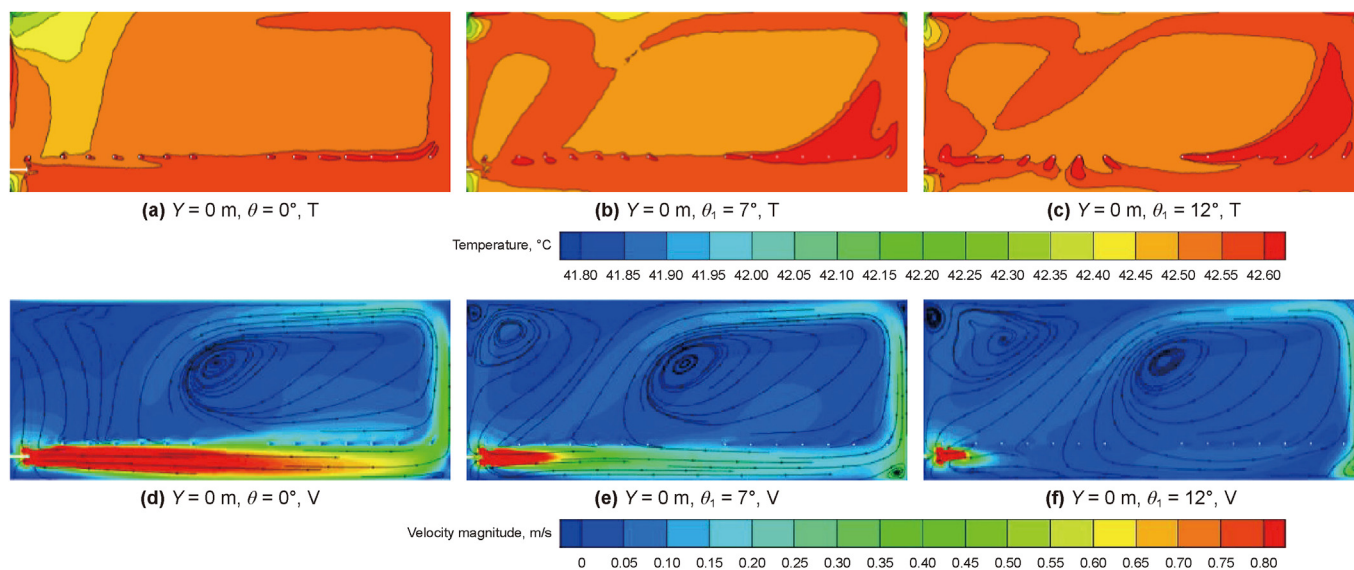 (a) Y = 0 m, θ = 0°, T
(b) Y = 0 m, θ₁ = 7°, T
(c) Y = 0 m, θ₁ = 12°, T
Temperature, °C
41.80 41.85 41.90 41.95 42.00 42.05 42.10 42.15 42.20 42.25 42.30 42.35 42.40 42.45 42.50 42.55 42.60
(d) Y = 0 m, θ = 0°, V
(e) Y = 0 m, θ₁ = 7°, V
(f) Y = 0 m, θ₁ = 12°, V
Velocity magnitude, m/s
0 0.05 0.10 0.15 0.20 0.25 0.30 0.35 0.40 0.45 0.50 0.55 0.60 0.65 0.70 0.75 0.80